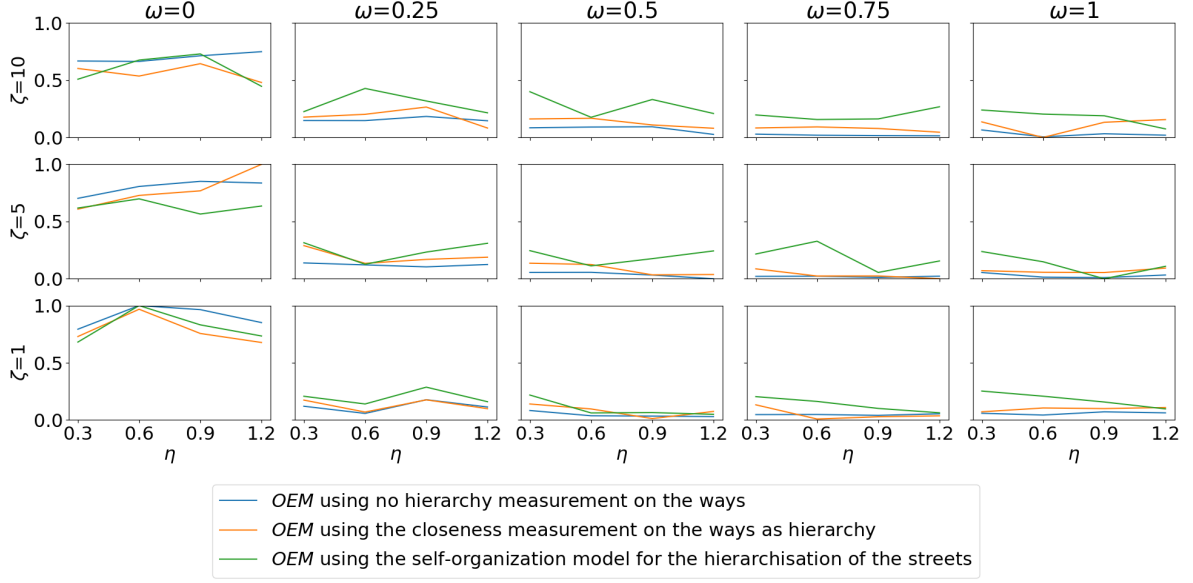 ω=0 ω=0.25 ω=0.5 ω=0.75 ω=1
1.0
0.5
0.0
ζ=10
1.0
0.5
0.0
ζ=5
1.0
0.5
0.0
ζ=1
0.3 0.6 0.9 1.2 0.3 0.6 0.9 1.2 0.3 0.6 0.9 1.2 0.3 0.6 0.9 1.2 0.3 0.6 0.9 1.2
η η η η η
OEM using no hierarchy measurement on the ways
OEM using the closeness measurement on the ways as hierarchy
OEM using the self-organization model for the hierarchisation of the streets